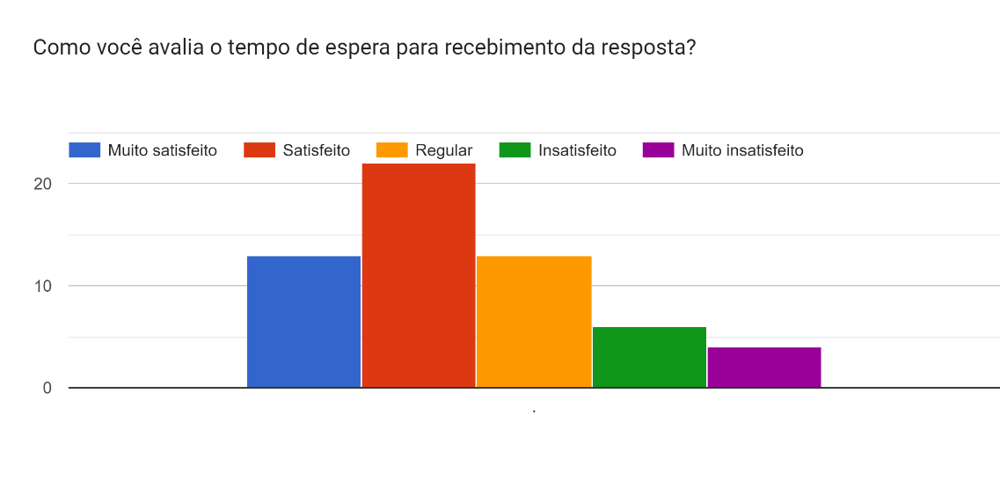 Como você avalia o tempo de espera para recebimento da resposta?
Muito satisfeito Satisfeito Regular Insatisfeito Muito insatisfeito
20
10
0
.